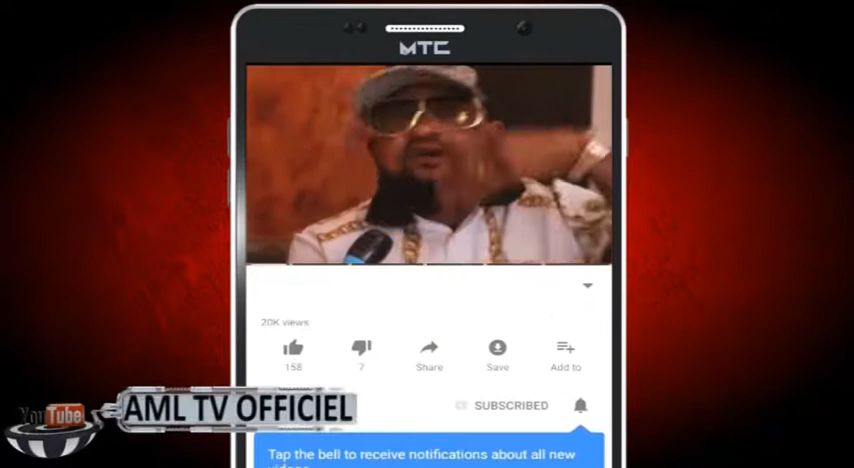 MTC
20K views
158
7
Share
Save
Add to
SUBSCRIBED
YouTube
AML TV OFFICIEL
Tap the bell to receive notifications about all new
videos